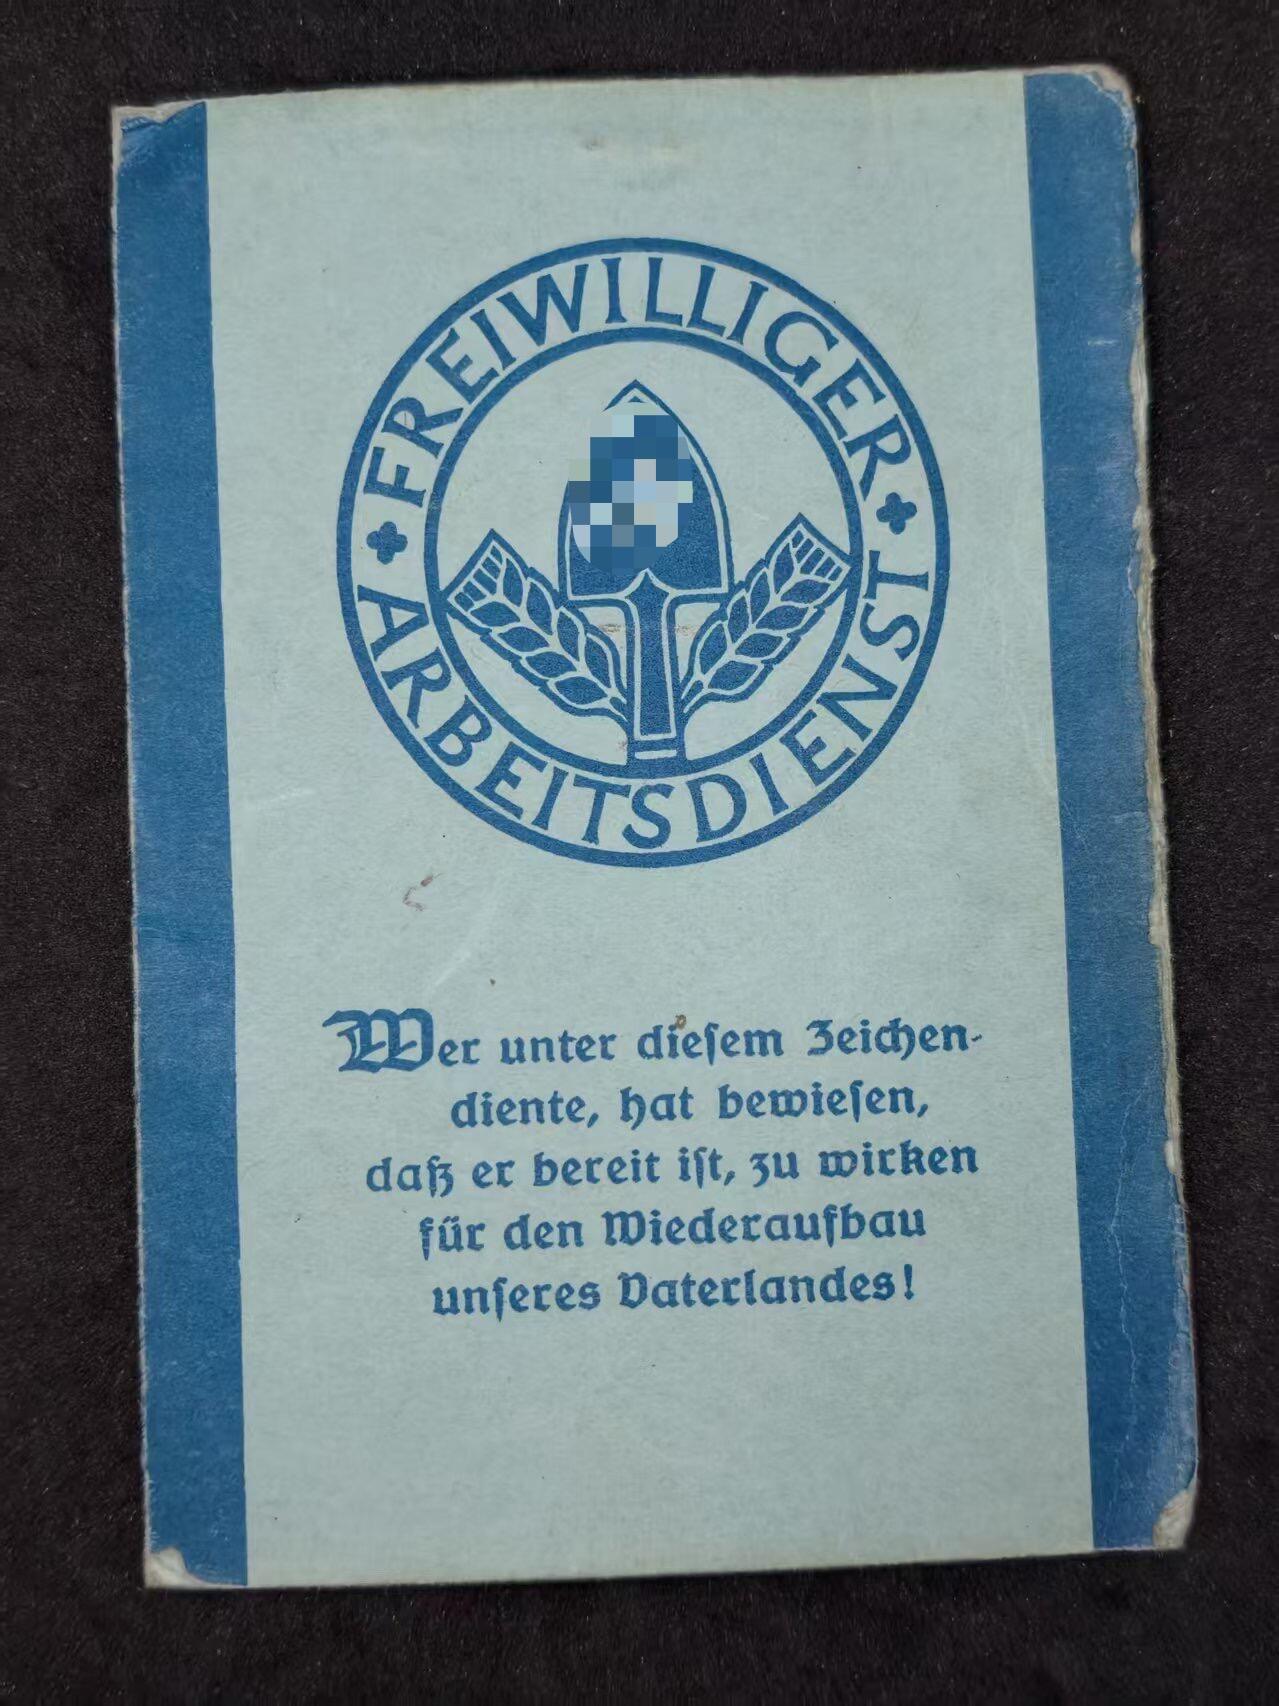 FREIWILLIGER
ARBEITSDIENST
Wer unter dieſem Zeichen-
diente, hat bewieſen,
daß er bereit iſt, zu wirken
für den Wiederaufbau
unſeres Vaterlandes!